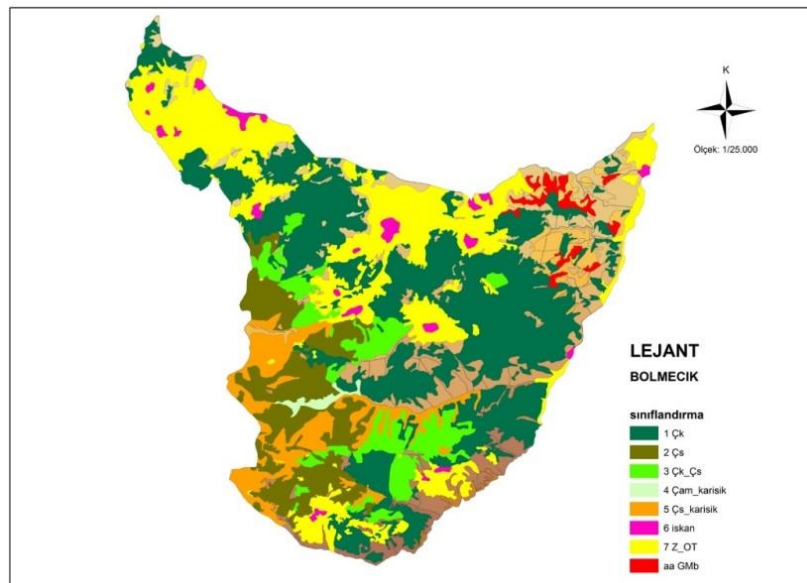 K
Ölçek: 1/25.000
LEJANT
BOLMECIK
sınıflandırma
1 Çk
2 Çs
3 Çk_Çs
4 Çam_karisik
5 Çs_karisik
6 iskan
7 Z_OT
aa GMb